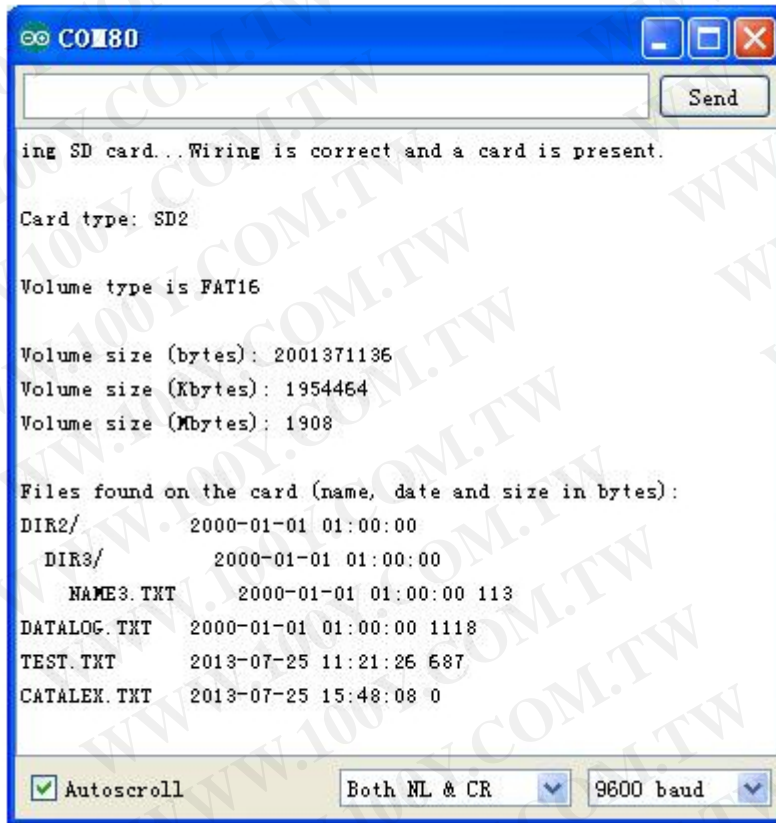 COM80
Send
ing SD card...Wiring is correct and a card is present.
Card type: SD2
Volume type is FAT16
Volume size (bytes): 2001371136
Volume size (Kbytes): 1954464
Volume size (Mbytes): 1908
Files found on the card (name, date and size in bytes):
DIR2/ 2000-01-01 01:00:00
DIR3/ 2000-01-01 01:00:00
NAME3.TXT 2000-01-01 01:00:00 113
DATALOG.TXT 2000-01-01 01:00:00 1118
TEST.TXT 2013-07-25 11:21:26 687
CATALEX.TXT 2013-07-25 15:48:08 0
Autoscroll Both NL & CR 9600 baud
WWW.100Y.COM.TW